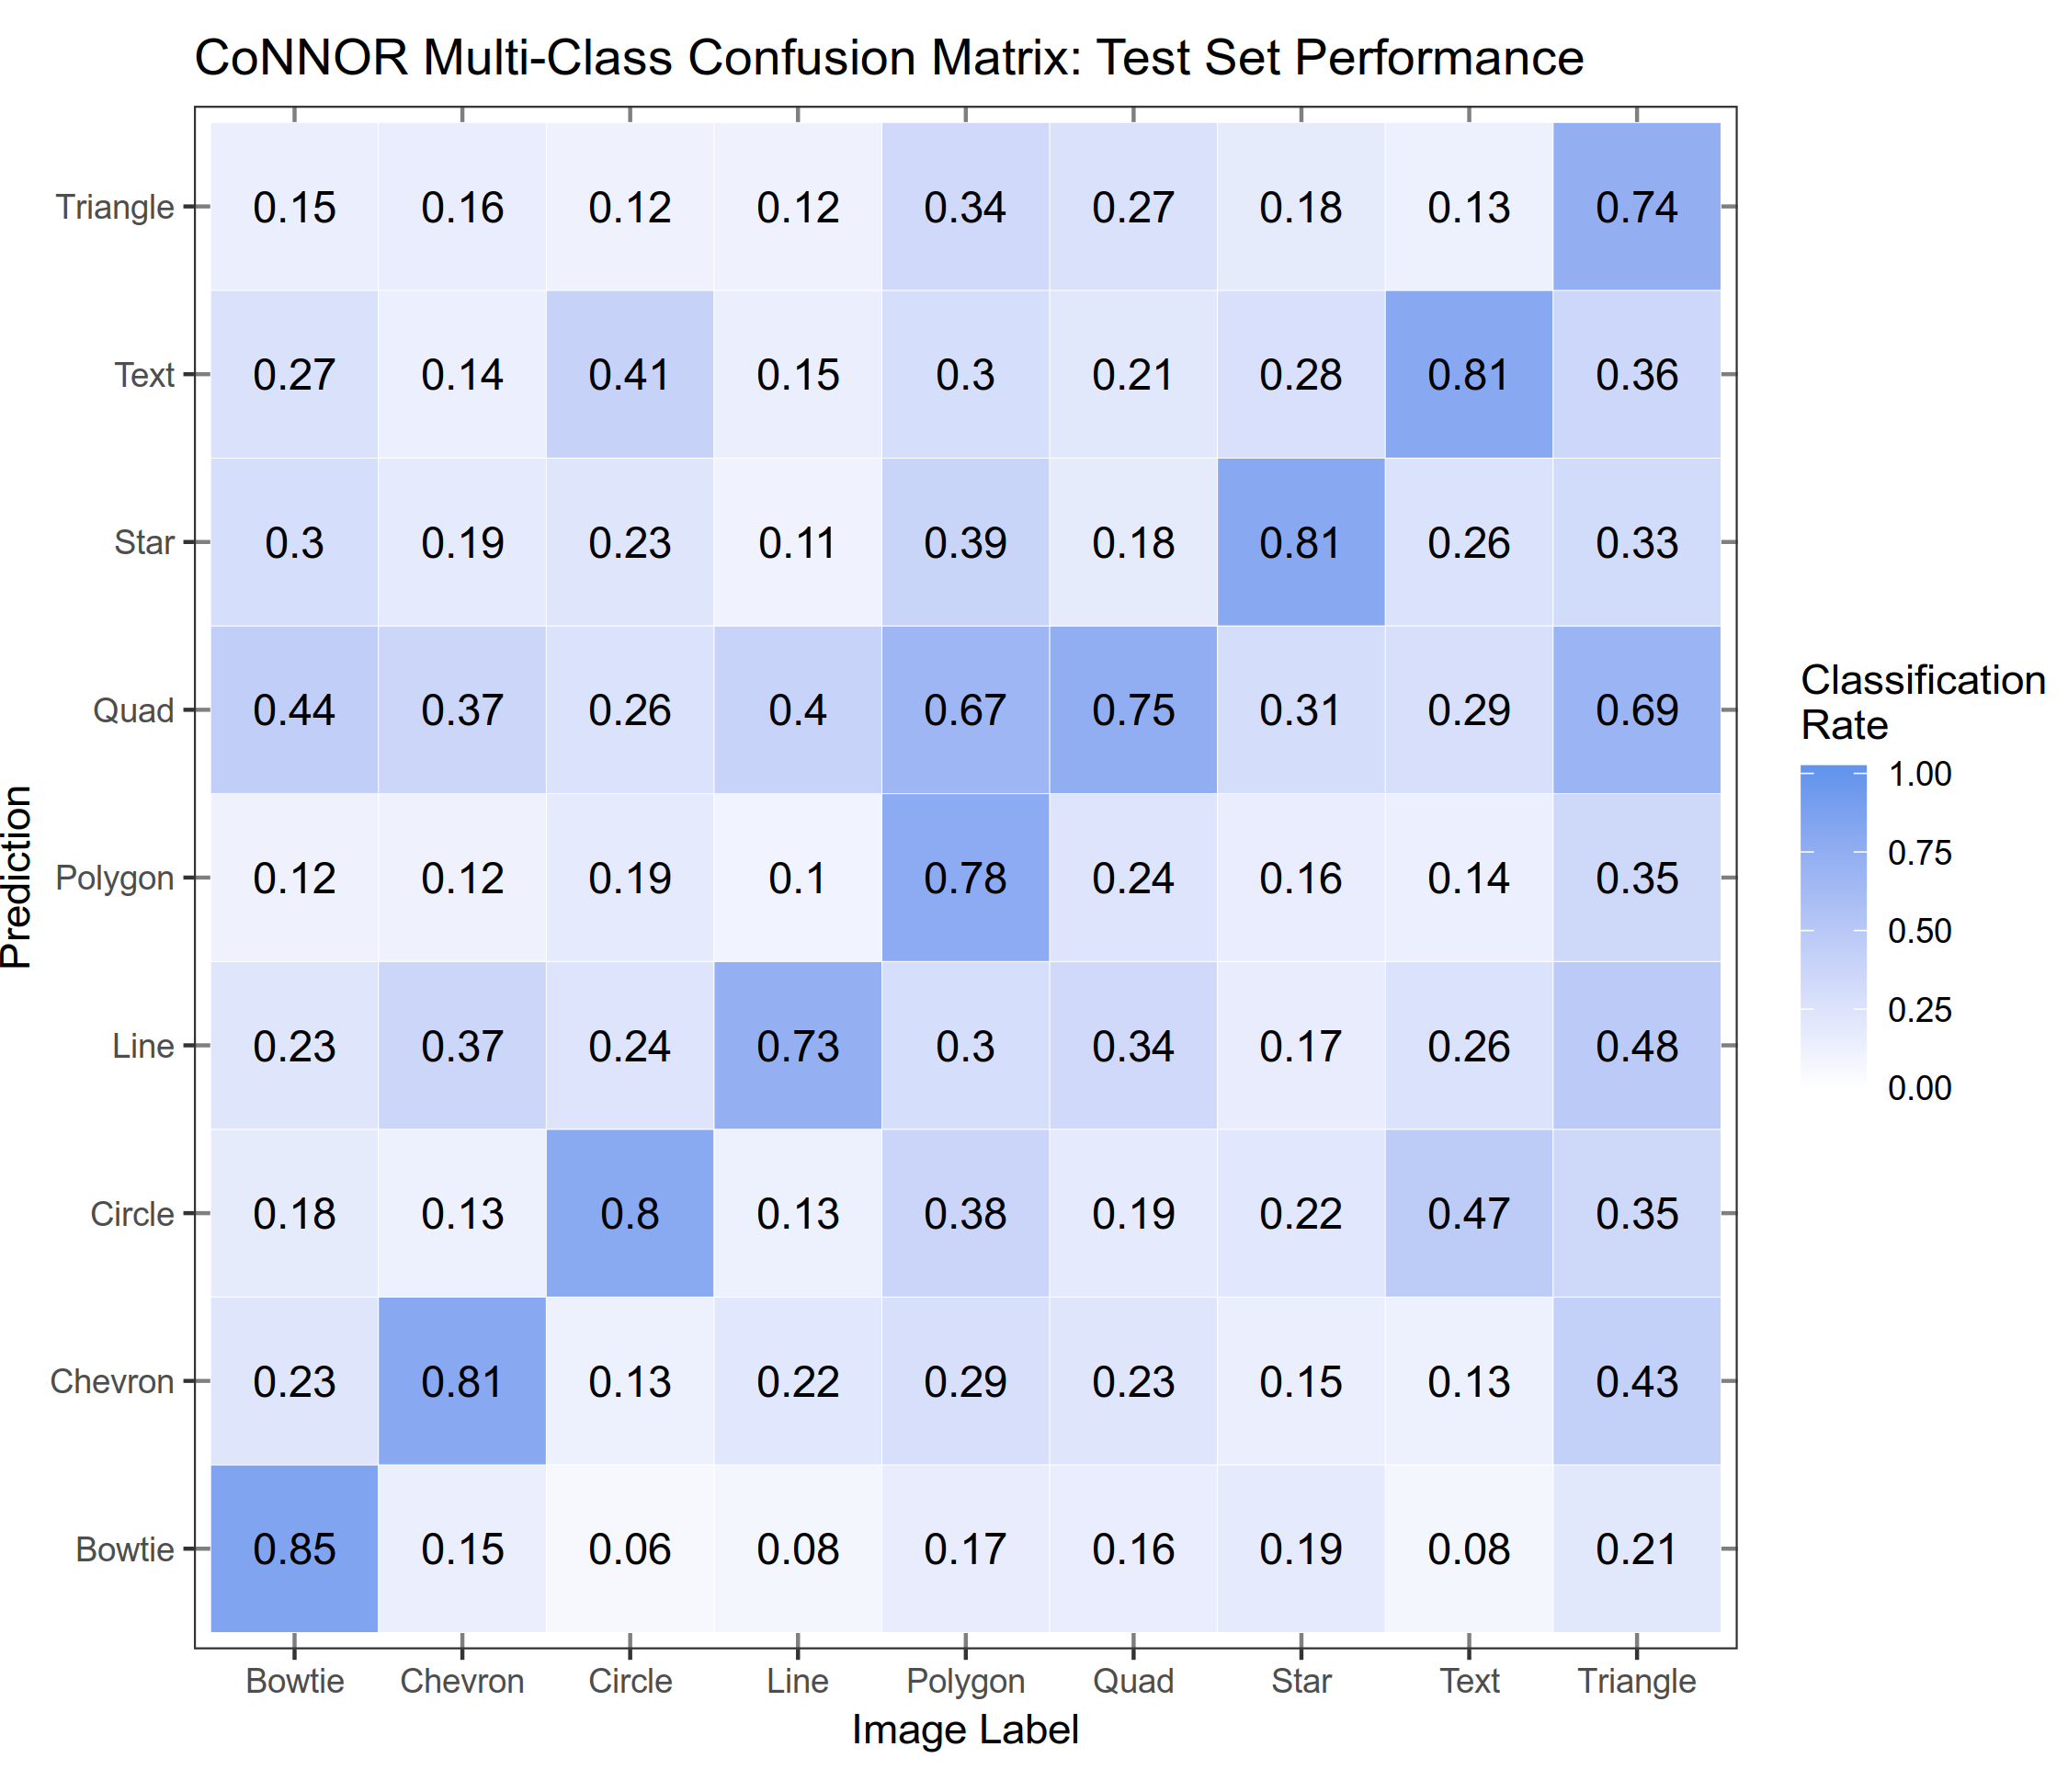 CoNNOR Multi-Class Confusion Matrix: Test Set Performance
Triangle 0.15 0.16 0.12 0.12 0.34 0.27 0.18 0.13 0.74
Text 0.27 0.14 0.41 0.15 0.3 0.21 0.28 0.81 0.36
Star 0.3 0.19 0.23 0.11 0.39 0.18 0.81 0.26 0.33
Quad 0.44 0.37 0.26 0.4 0.67 0.75 0.31 0.29 0.69
Polygon 0.12 0.12 0.19 0.1 0.78 0.24 0.16 0.14 0.35
Line 0.23 0.37 0.24 0.73 0.3 0.34 0.17 0.26 0.48
Circle 0.18 0.13 0.8 0.13 0.38 0.19 0.22 0.47 0.35
Chevron 0.23 0.81 0.13 0.22 0.29 0.23 0.15 0.13 0.43
Bowtie 0.85 0.15 0.06 0.08 0.17 0.16 0.19 0.08 0.21
Bowtie Chevron Circle Line Polygon Quad Star Text Triangle
Image Label
Prediction
Classification
Rate
1.00
0.75
0.50
0.25
0.00